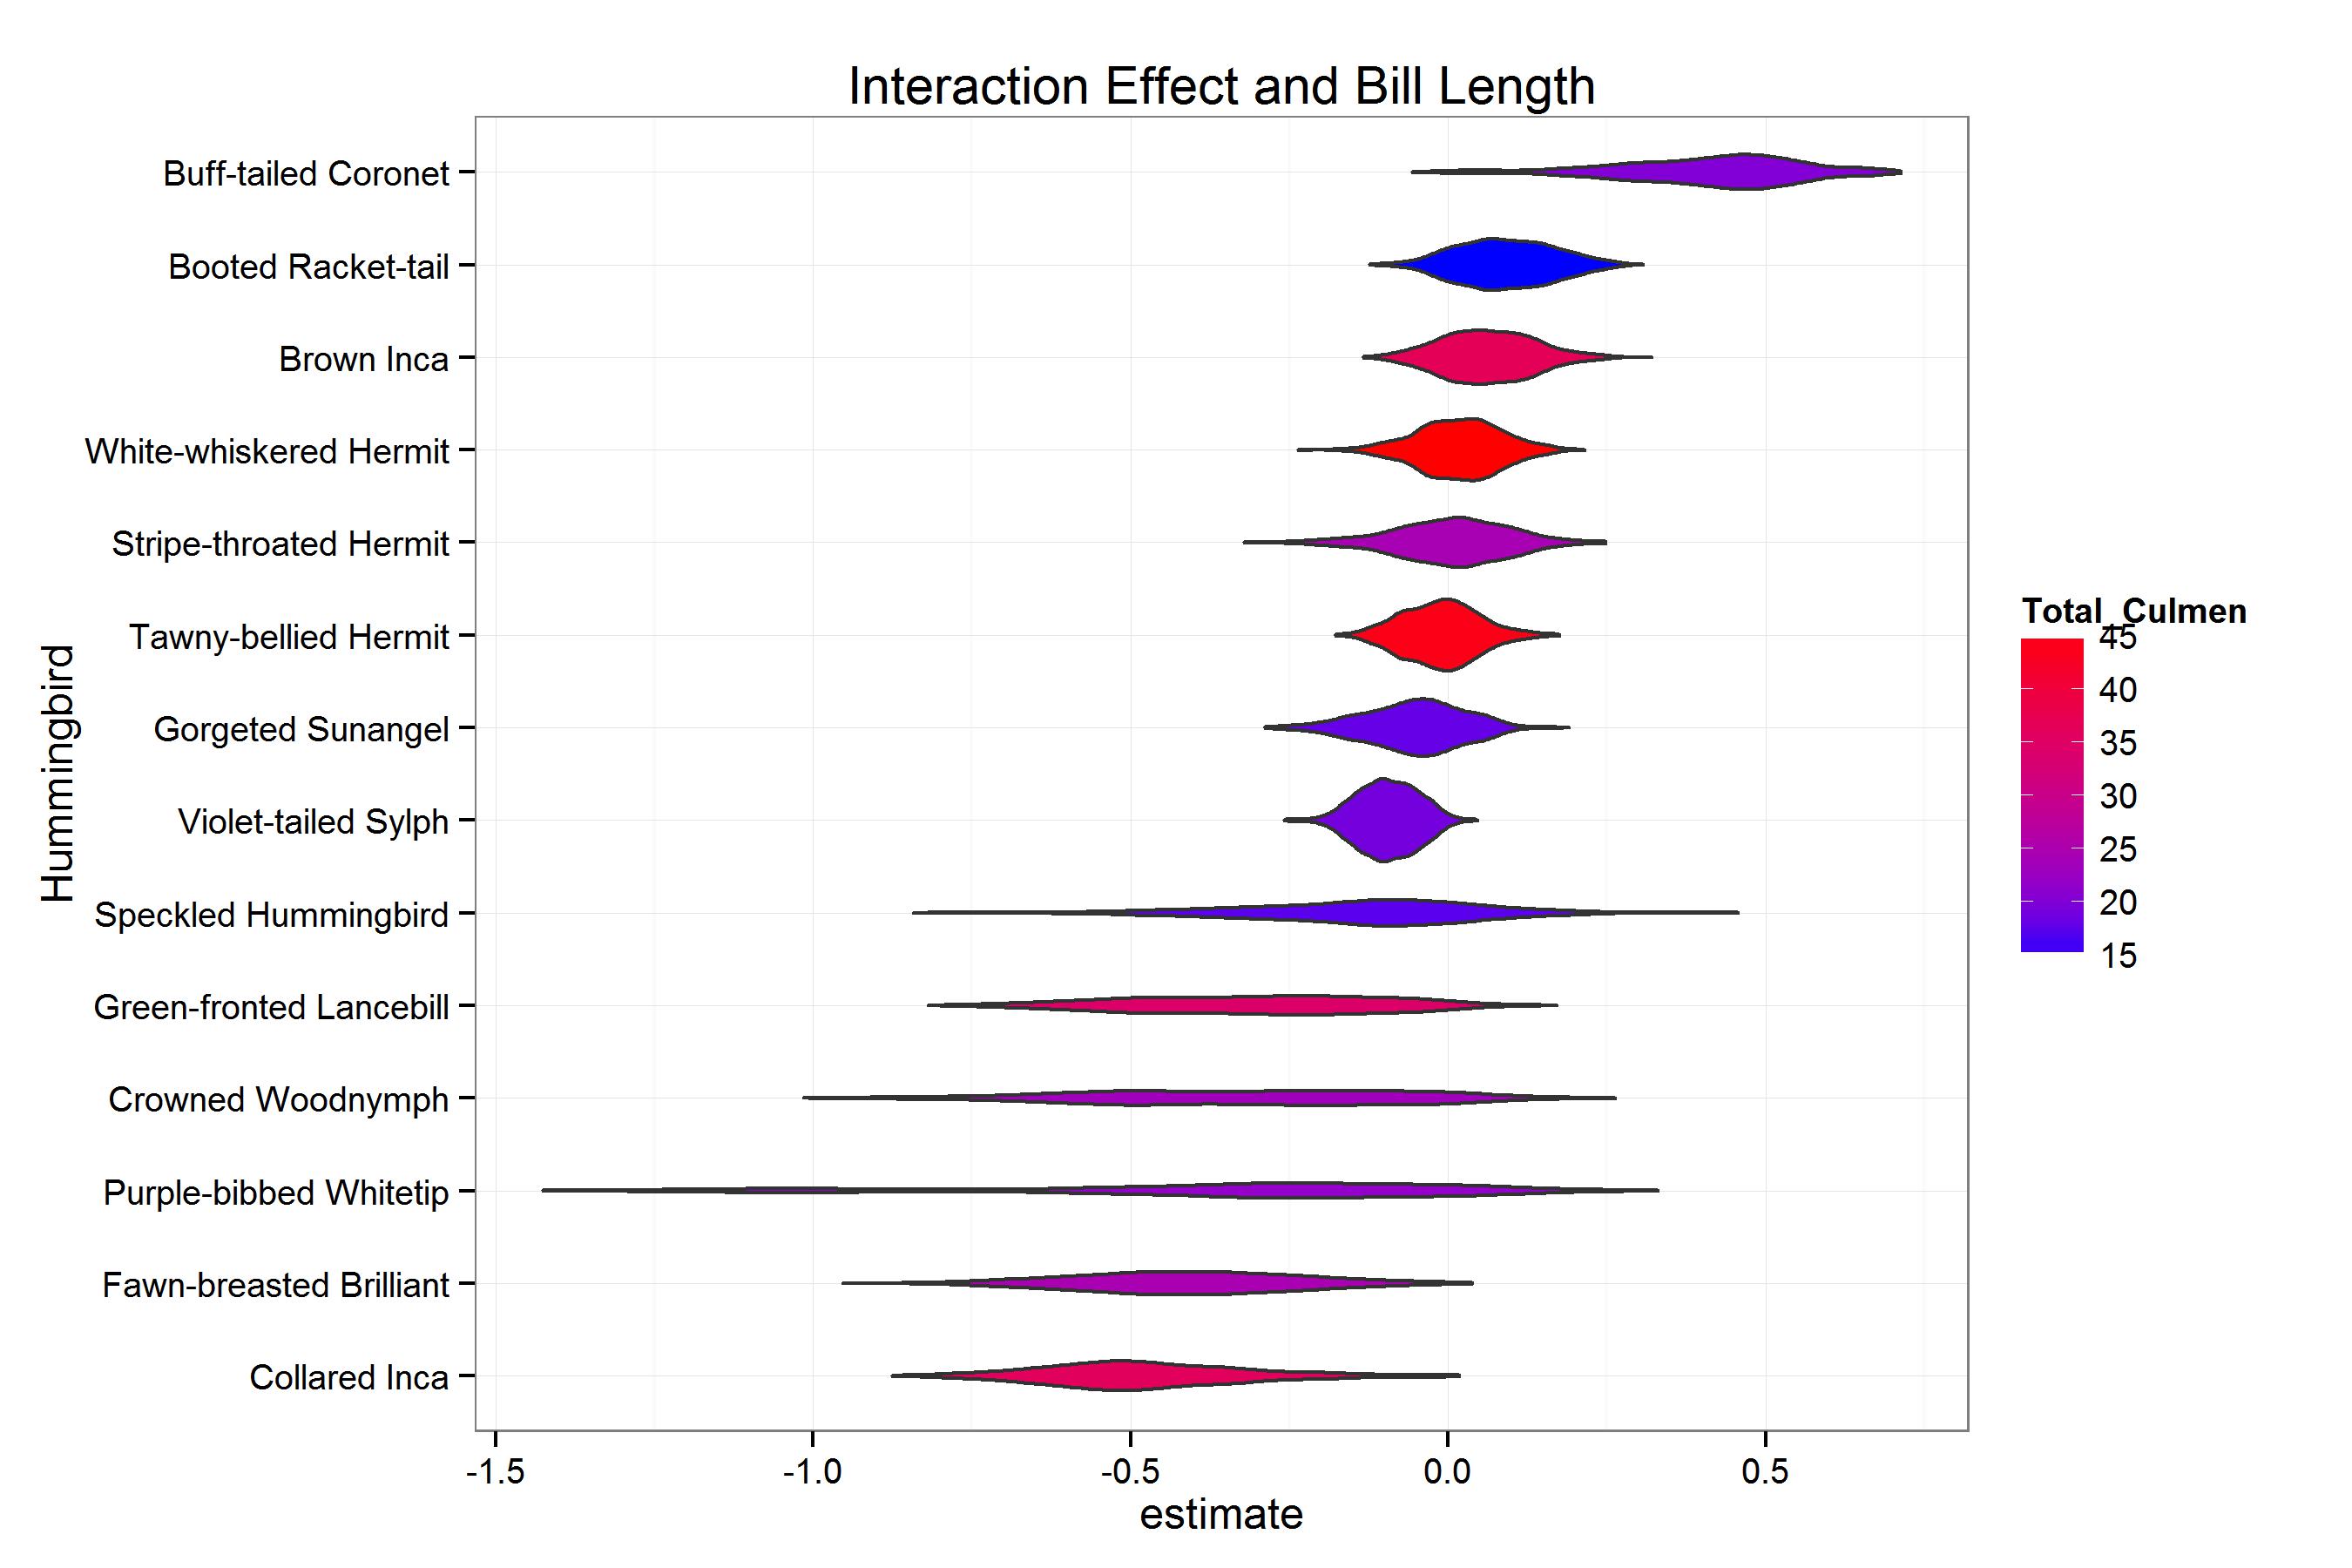 Interaction Effect and Bill Length
Hummingbird
Buff-tailed Coronet
Booted Racket-tail
Brown Inca
White-whiskered Hermit
Stripe-throated Hermit
Tawny-bellied Hermit
Gorgeted Sunangel
Violet-tailed Sylph
Speckled Hummingbird
Green-fronted Lancebill
Crowned Woodnymph
Purple-bibbed Whitetip
Fawn-breasted Brilliant
Collared Inca
-1.5 -1.0 -0.5 0.0 0.5
estimate
Total_Culmen
45
40
35
30
25
20
15